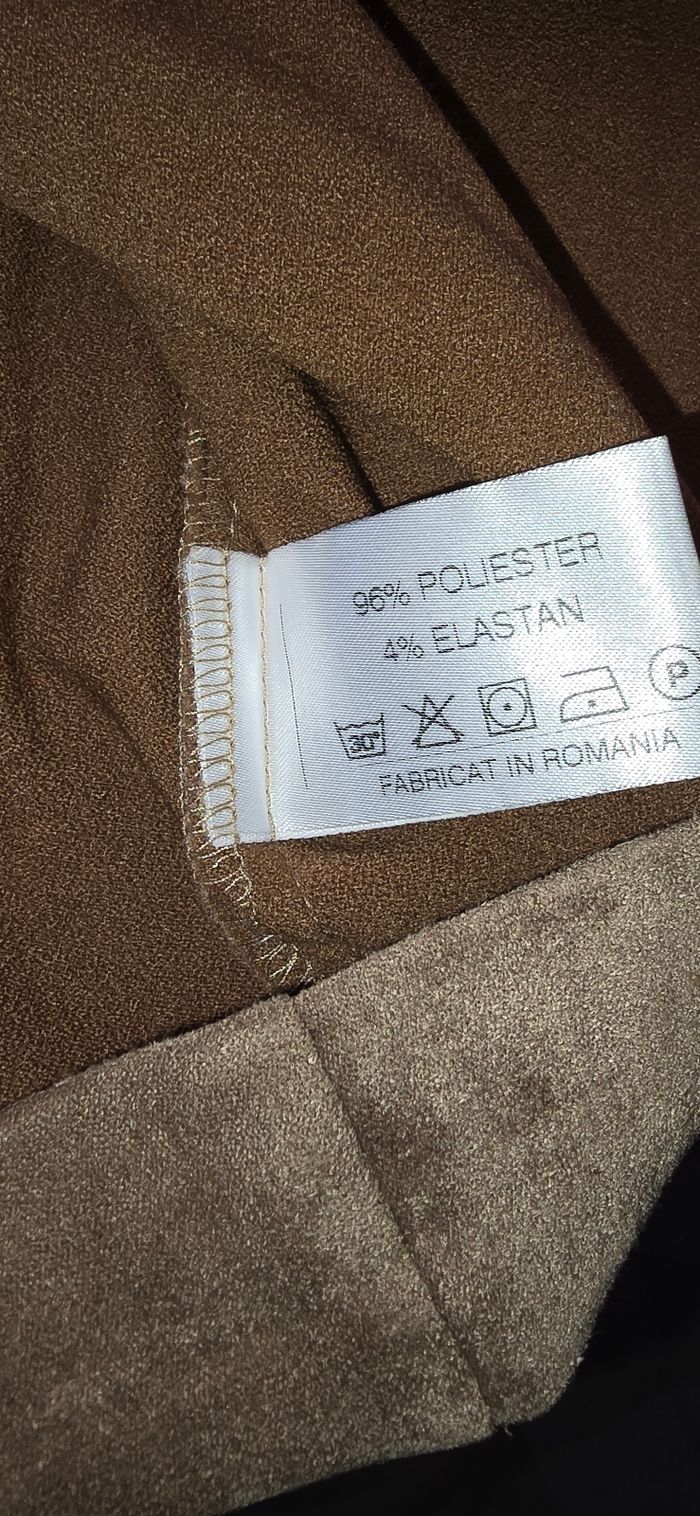 96% POLIESTER
4% ELASTAN
30° P
FABRICAT IN ROMANIA